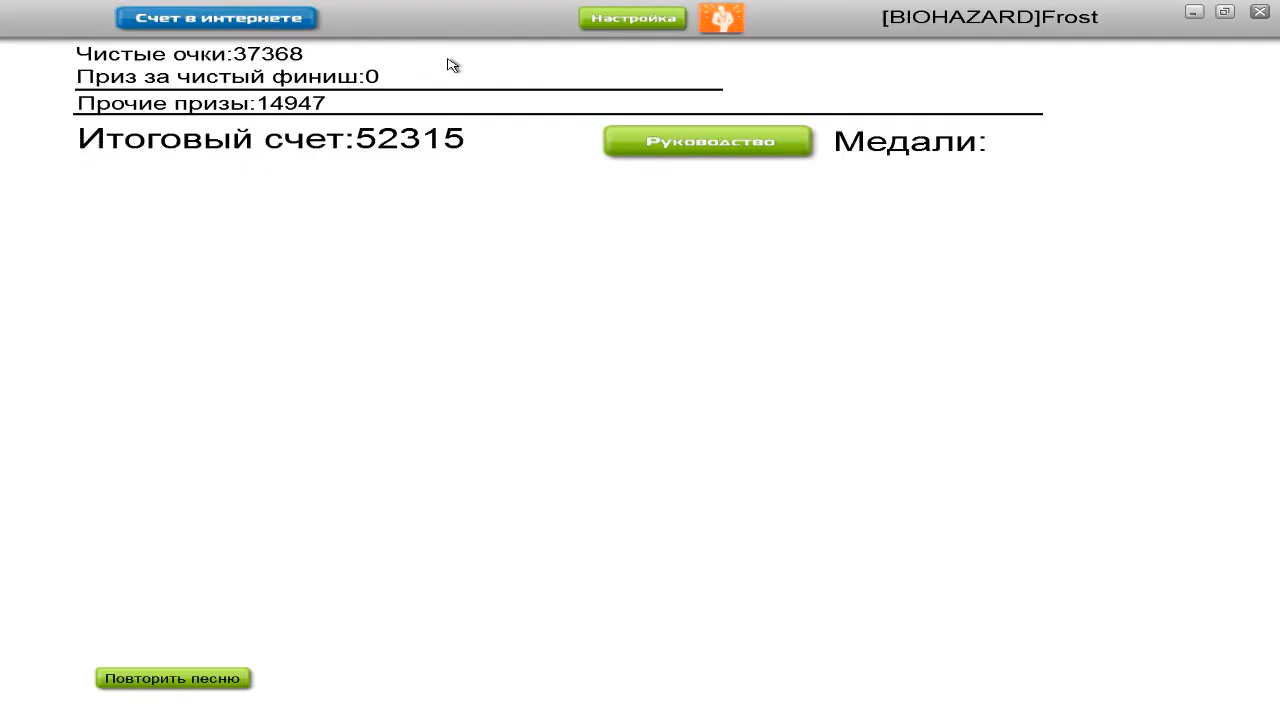 Счет в интернете
Настройка
[BIOHAZARD]Frost
Чистые очки:37368
Приз за чистый финиш:0
Прочие призы:14947
Итоговый счет:52315
Руководство
Медали:
Повторить песню